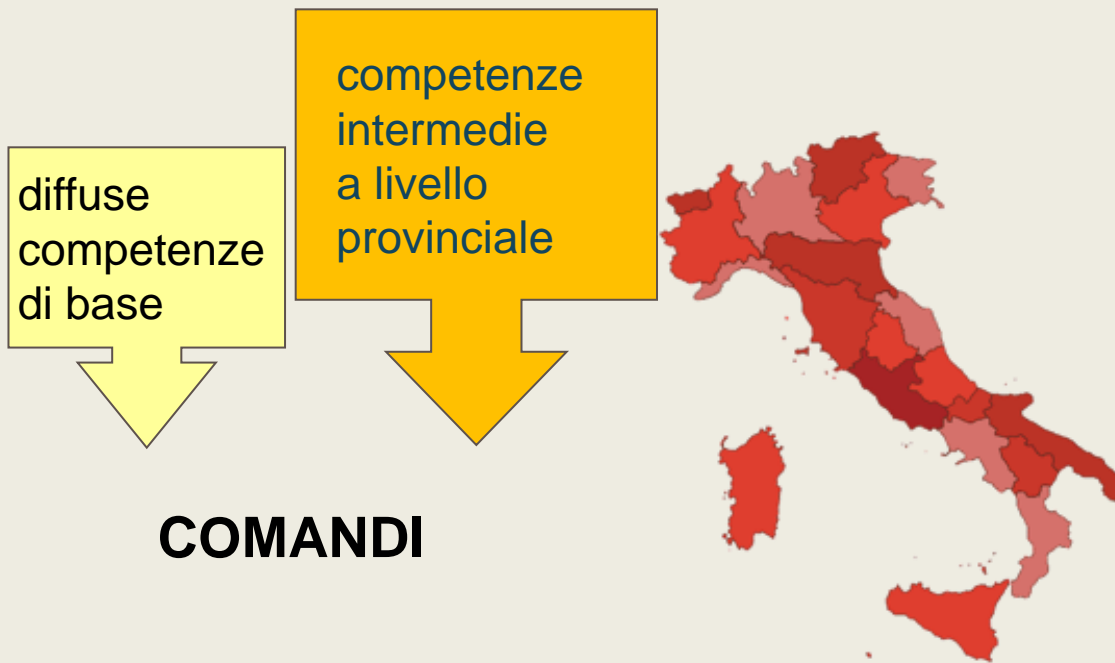 diffuse
competenze
di base
competenze
intermedie
a livello
provinciale
COMANDI